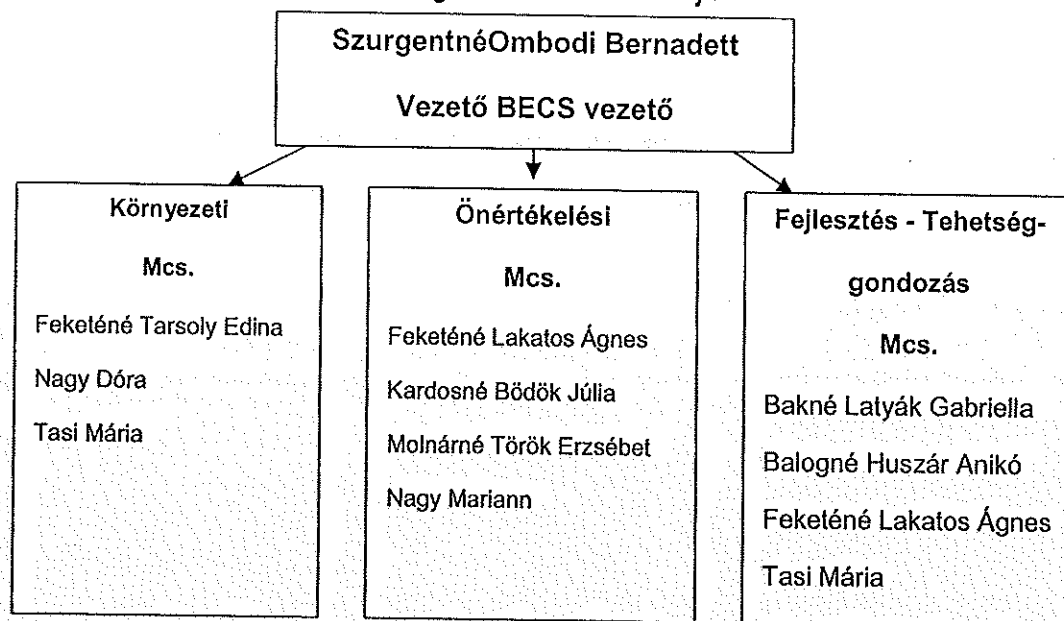 SzurgentnéOmbodi Bernadett
Vezető BECS vezető
Környezeti
Mcs.
Feketéné Tarsoly Edina
Nagy Dóra
Tasi Mária
Önértékelési
Mcs.
Feketéné Lakatos Ágnes
Kardosné Bödök Júlia
Molnárné Török Erzsébet
Nagy Mariann
Fejlesztés - Tehetség-
gondozás
Mcs.
Bakné Latyák Gabriella
Balogné Huszár Anikó
Feketéné Lakatos Ágnes
Tasi Mária